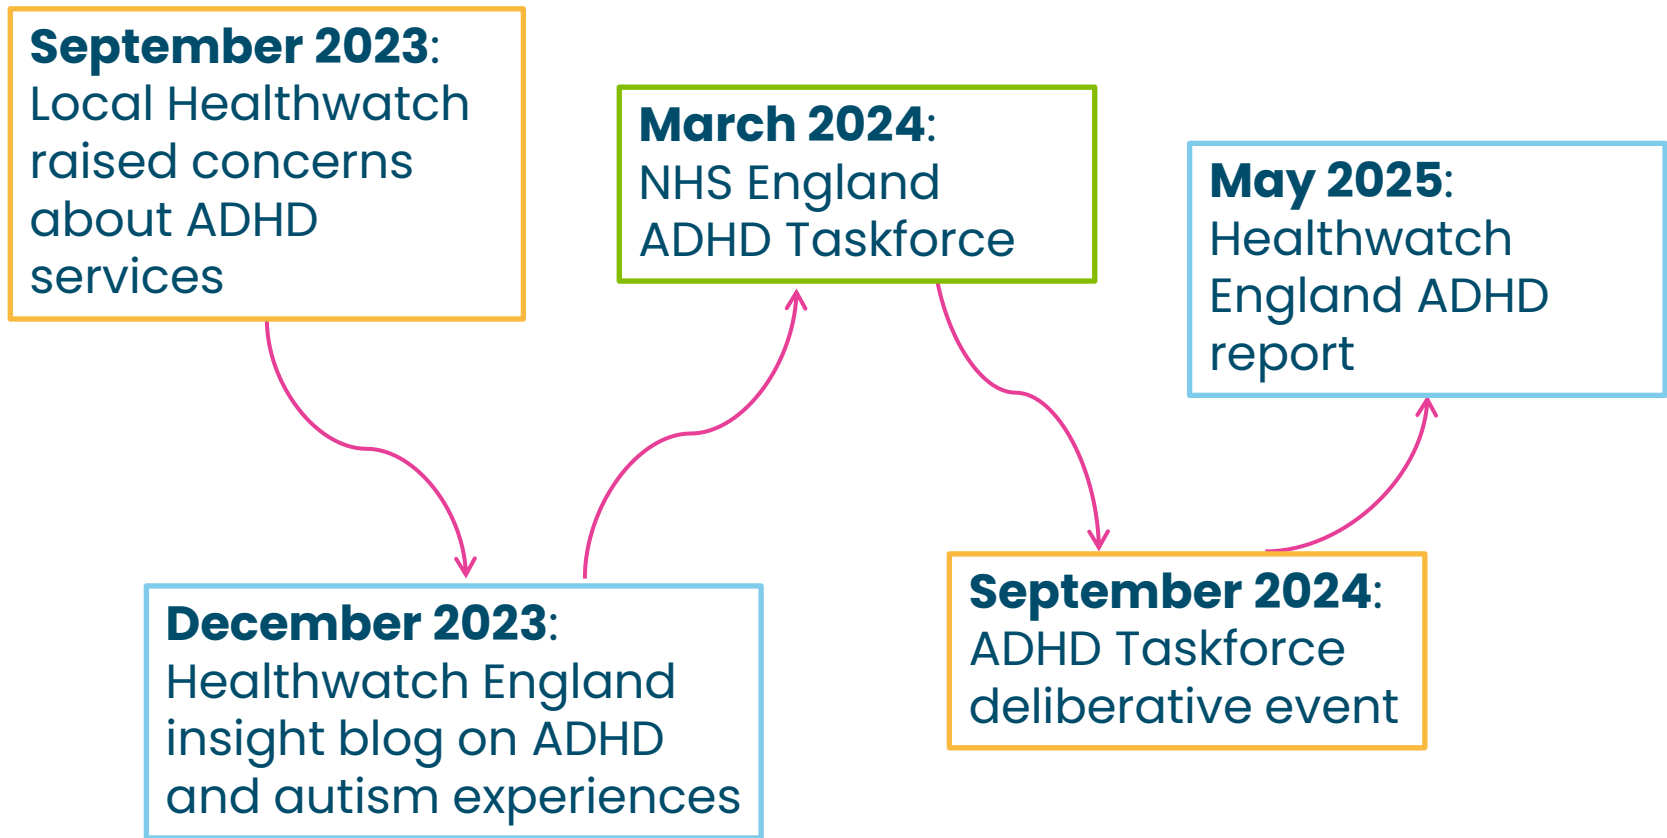 September 2023:
Local Healthwatch
raised concerns
about ADHD
services
December 2023:
Healthwatch England
insight blog on ADHD
and autism experiences
March 2024:
NHS England
ADHD Taskforce
September 2024:
ADHD Taskforce
deliberative event
May 2025:
Healthwatch
England ADHD
report